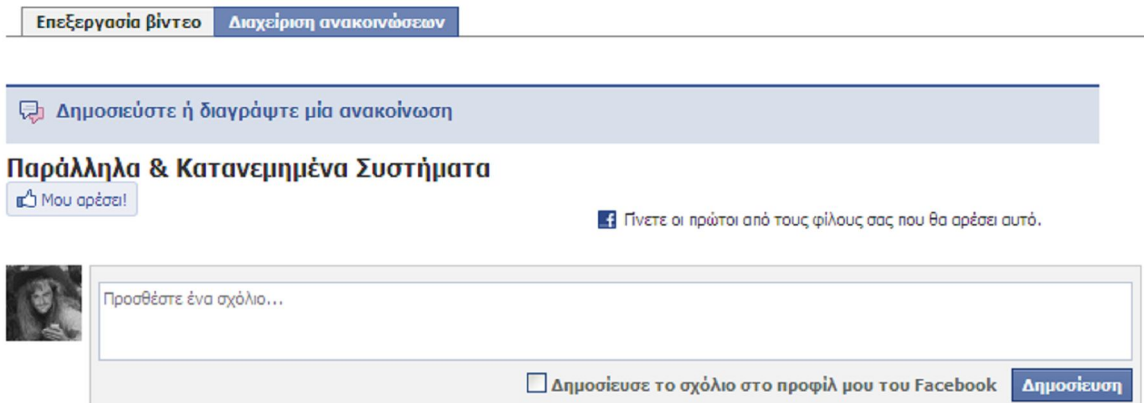 Επεξεργασία βίντεο Διαχείριση ανακοινώσεων
Δημοσιεύστε ή διαγράψτε μία ανακοίνωση
Παράλληλα & Κατανεμημένα Συστήματα
Μου αρέσει!
Γίνετε οι πρώτοι από τους φίλους σας που θα αρέσει αυτό.
Προσθέστε ένα σχόλιο...
Δημοσίευσε το σχόλιο στο προφίλ μου του Facebook Δημοσίευση